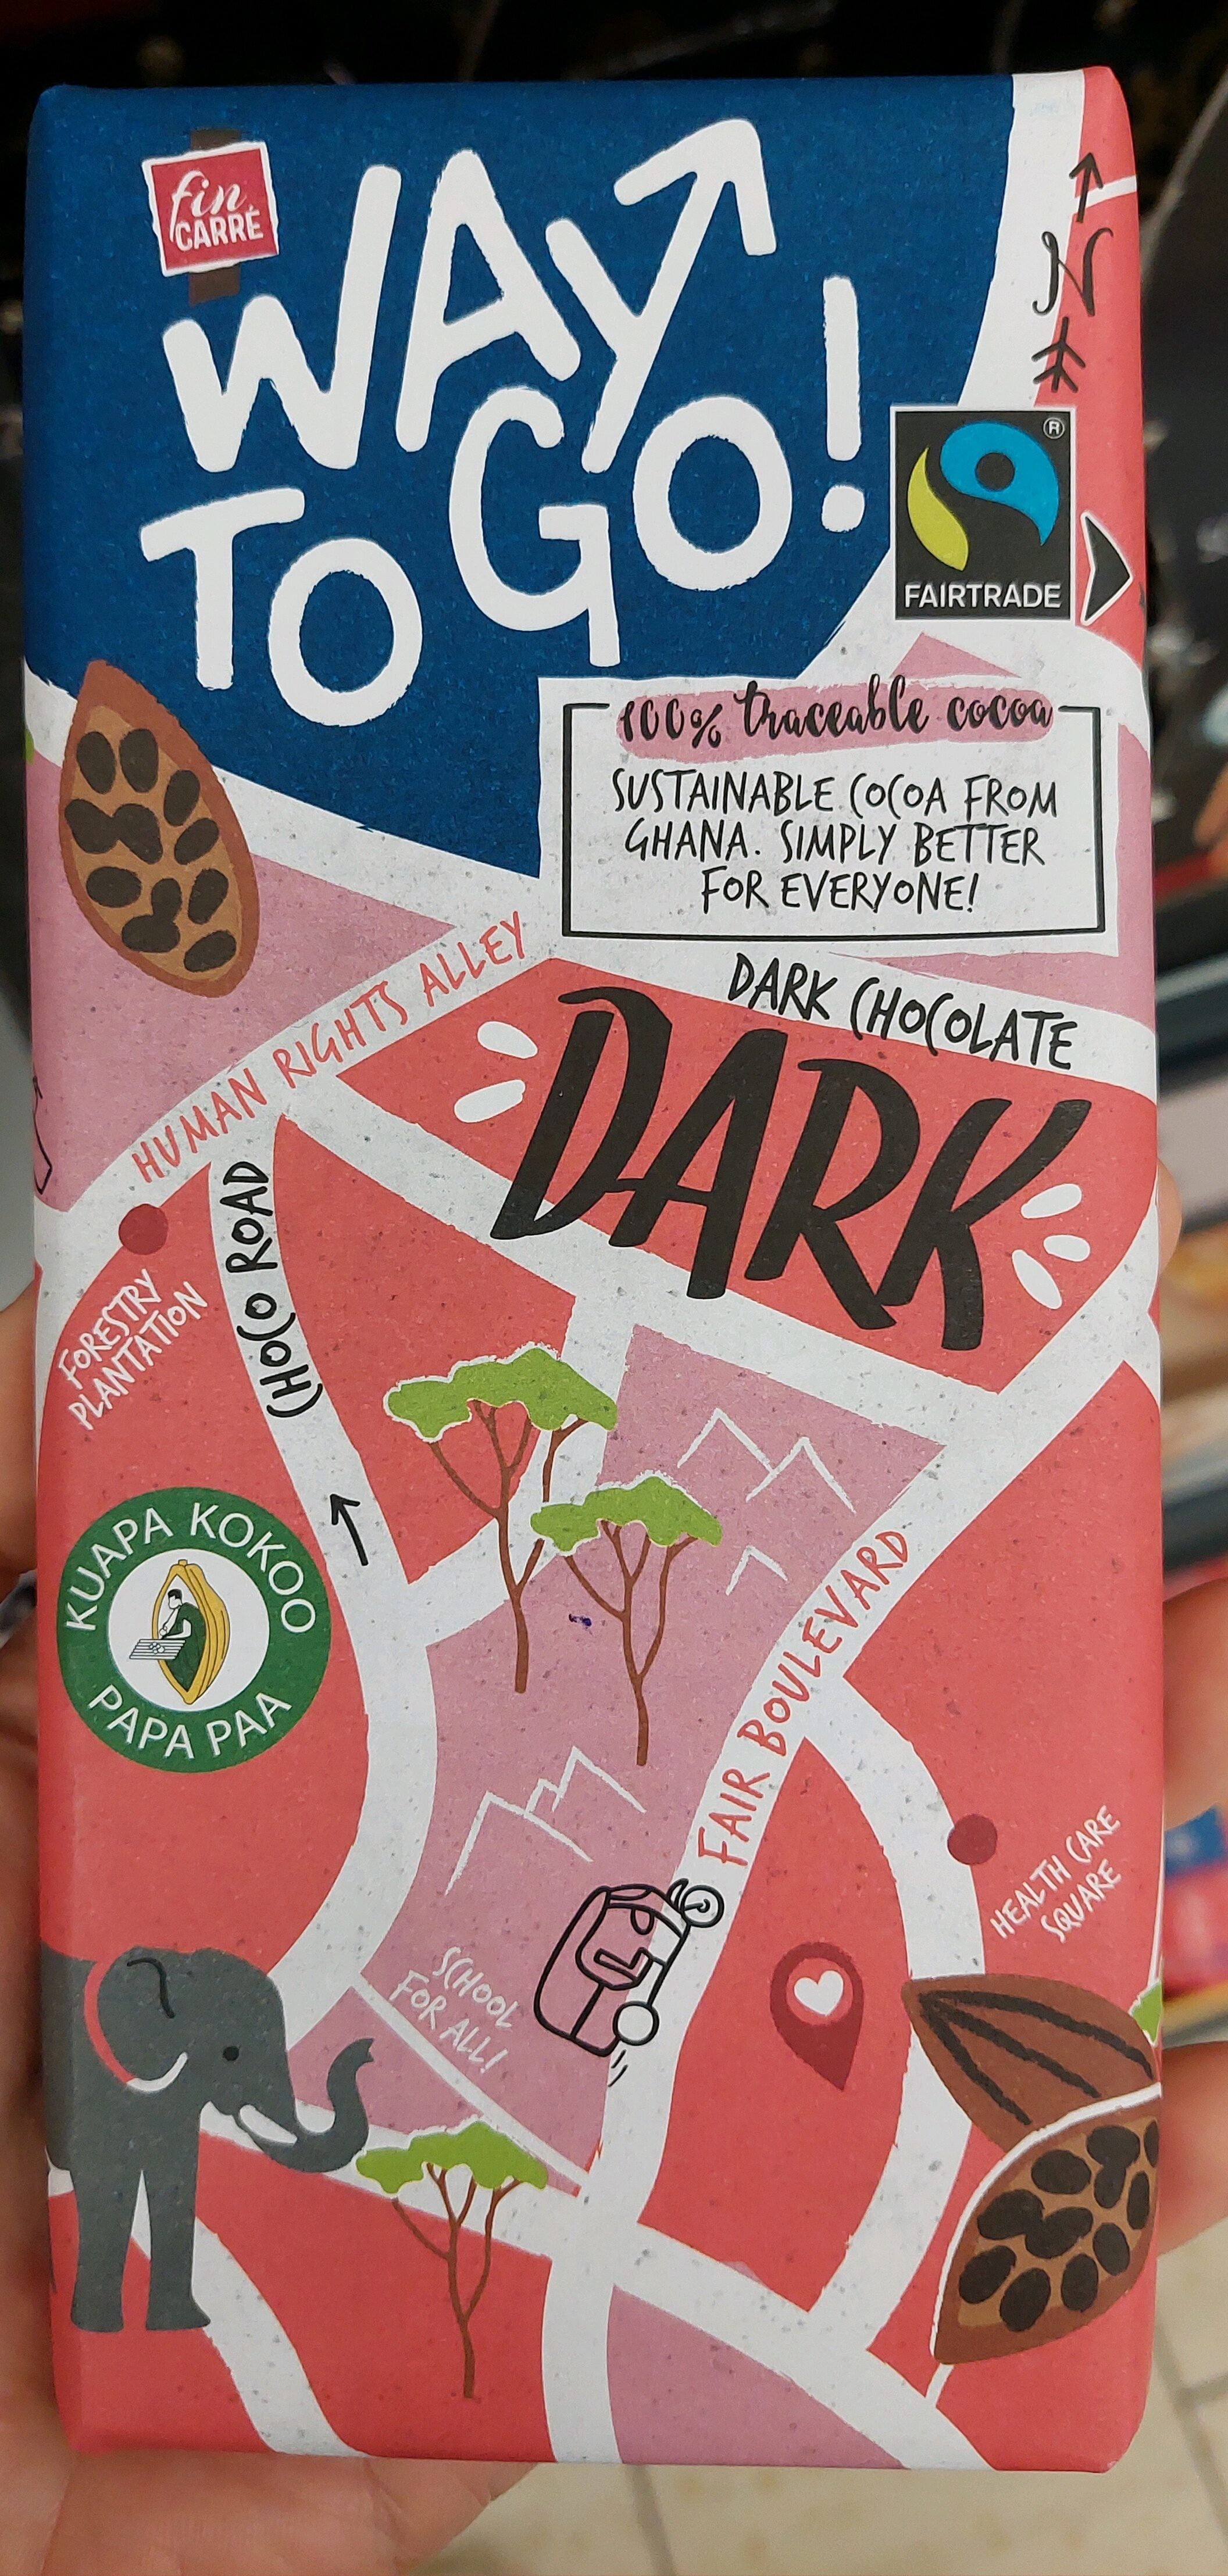 fin
CARRÉ
WAY
TO GO!
N
®
FAIRTRADE
100% traceable cocoa
SUSTAINABLE COCOA FROM
GHANA. SIMPLY BETTER
FOR EVERYONE!
DARK CHOCOLATE
DARK
HUMAN RIGHTS ALLEY
CHOCO ROAD
FORESTRY
PLANTATION
KUAPA KOKOO
PAPA PAA
FAIR BOULEVARD
HEALTH CARE
SQUARE
SCHOOL
FOR ALL!